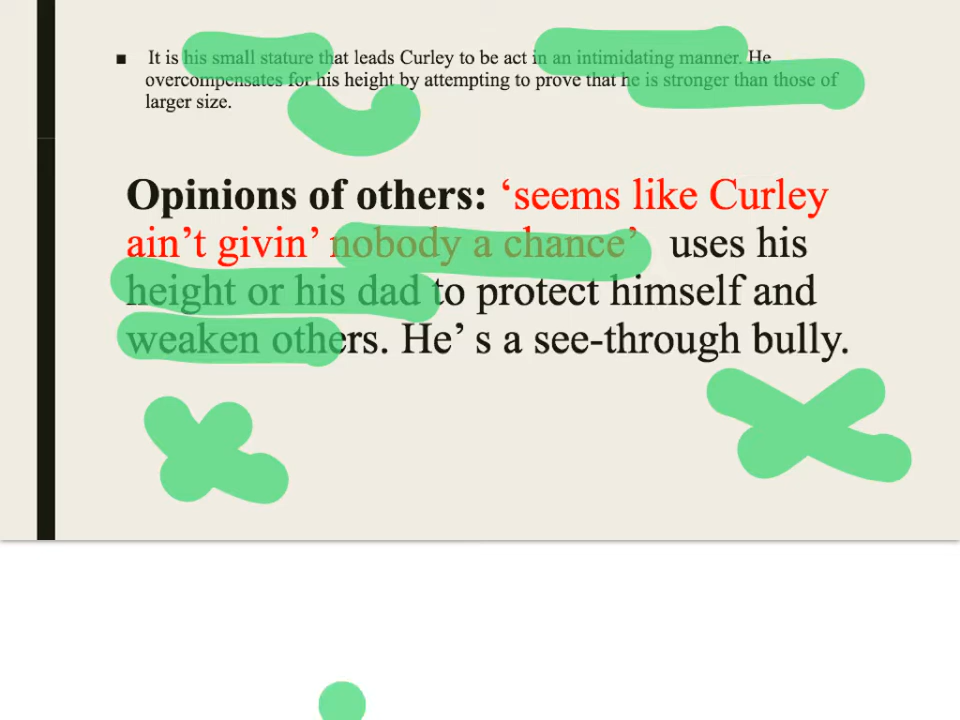 ▪ It is his small stature that leads Curley to be act in an intimidating manner. He
overcompensates for his height by attempting to prove that he is stronger than those of
larger size.
Opinions of others: ‘seems like Curley
ain’t givin’ nobody a chance’ uses his
height or his dad to protect himself and
weaken others. He’ s a see-through bully.